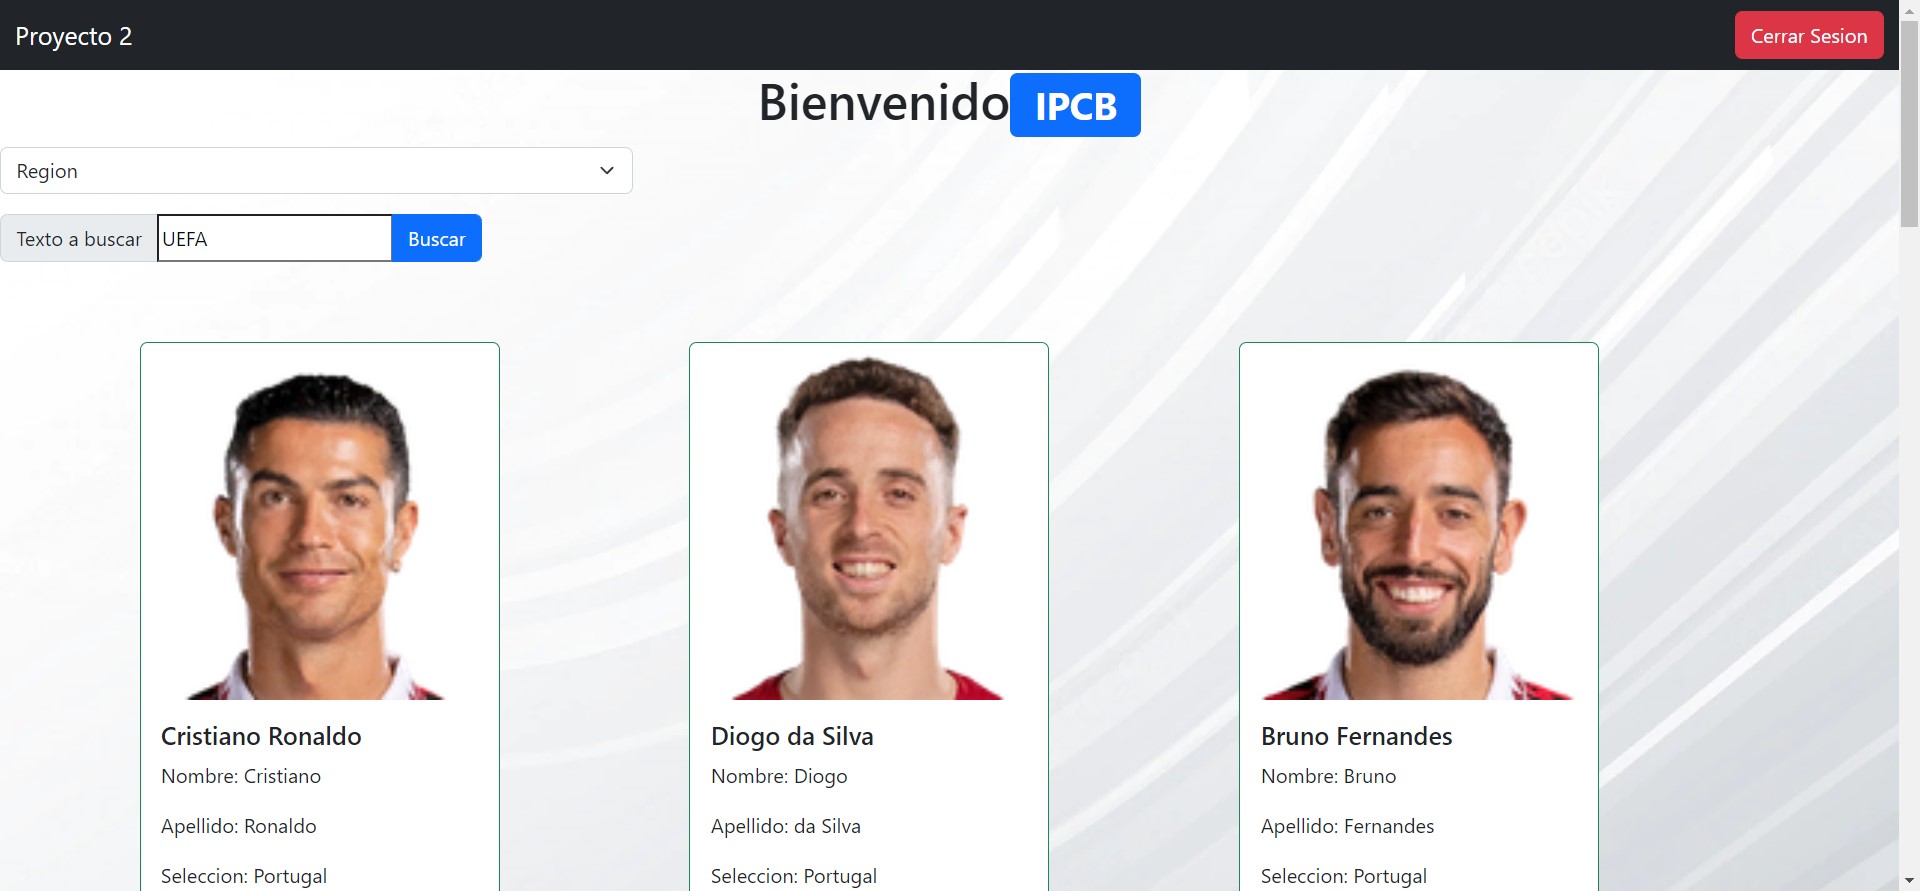 Proyecto 2
Cerrar Sesion
Bienvenido IPCB
Region
Texto a buscar UEFA Buscar
Cristiano Ronaldo
Nombre: Cristiano
Apellido: Ronaldo
Seleccion: Portugal
Diogo da Silva
Nombre: Diogo
Apellido: da Silva
Seleccion: Portugal
Bruno Fernandes
Nombre: Bruno
Apellido: Fernandes
Seleccion: Portugal